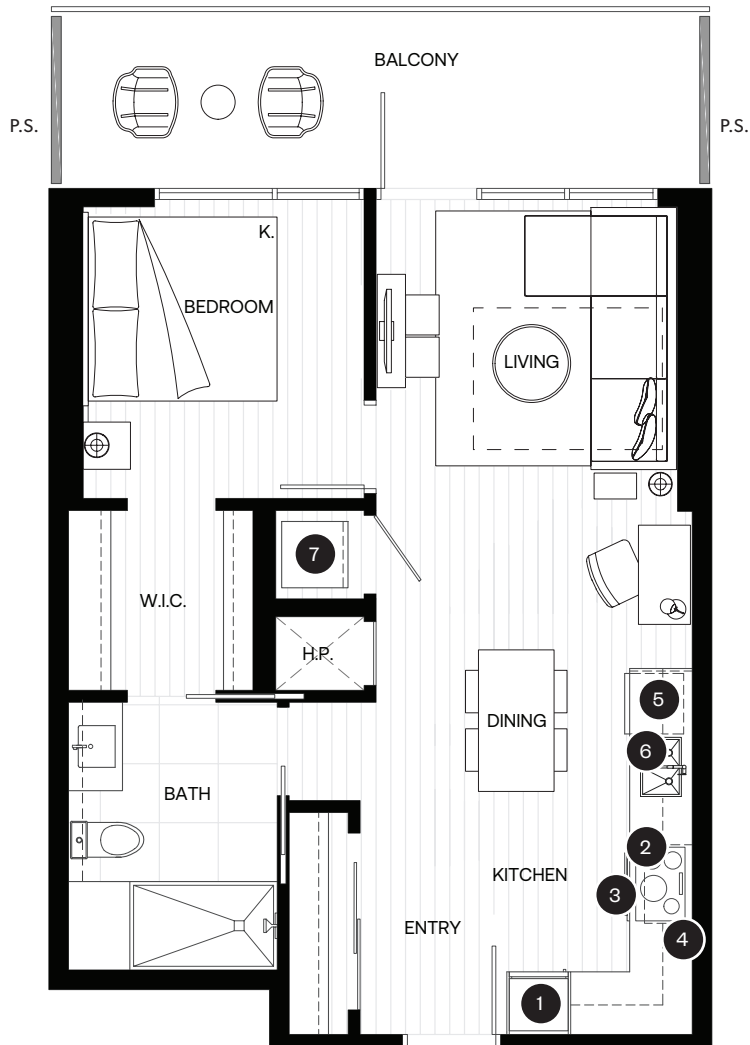 BALCONY
P.S.
P.S.
K.
BEDROOM
LIVING
7
W.I.C.
H.P.
5
DINING
6
BATH
2
KITCHEN
3
ENTRY
4
1